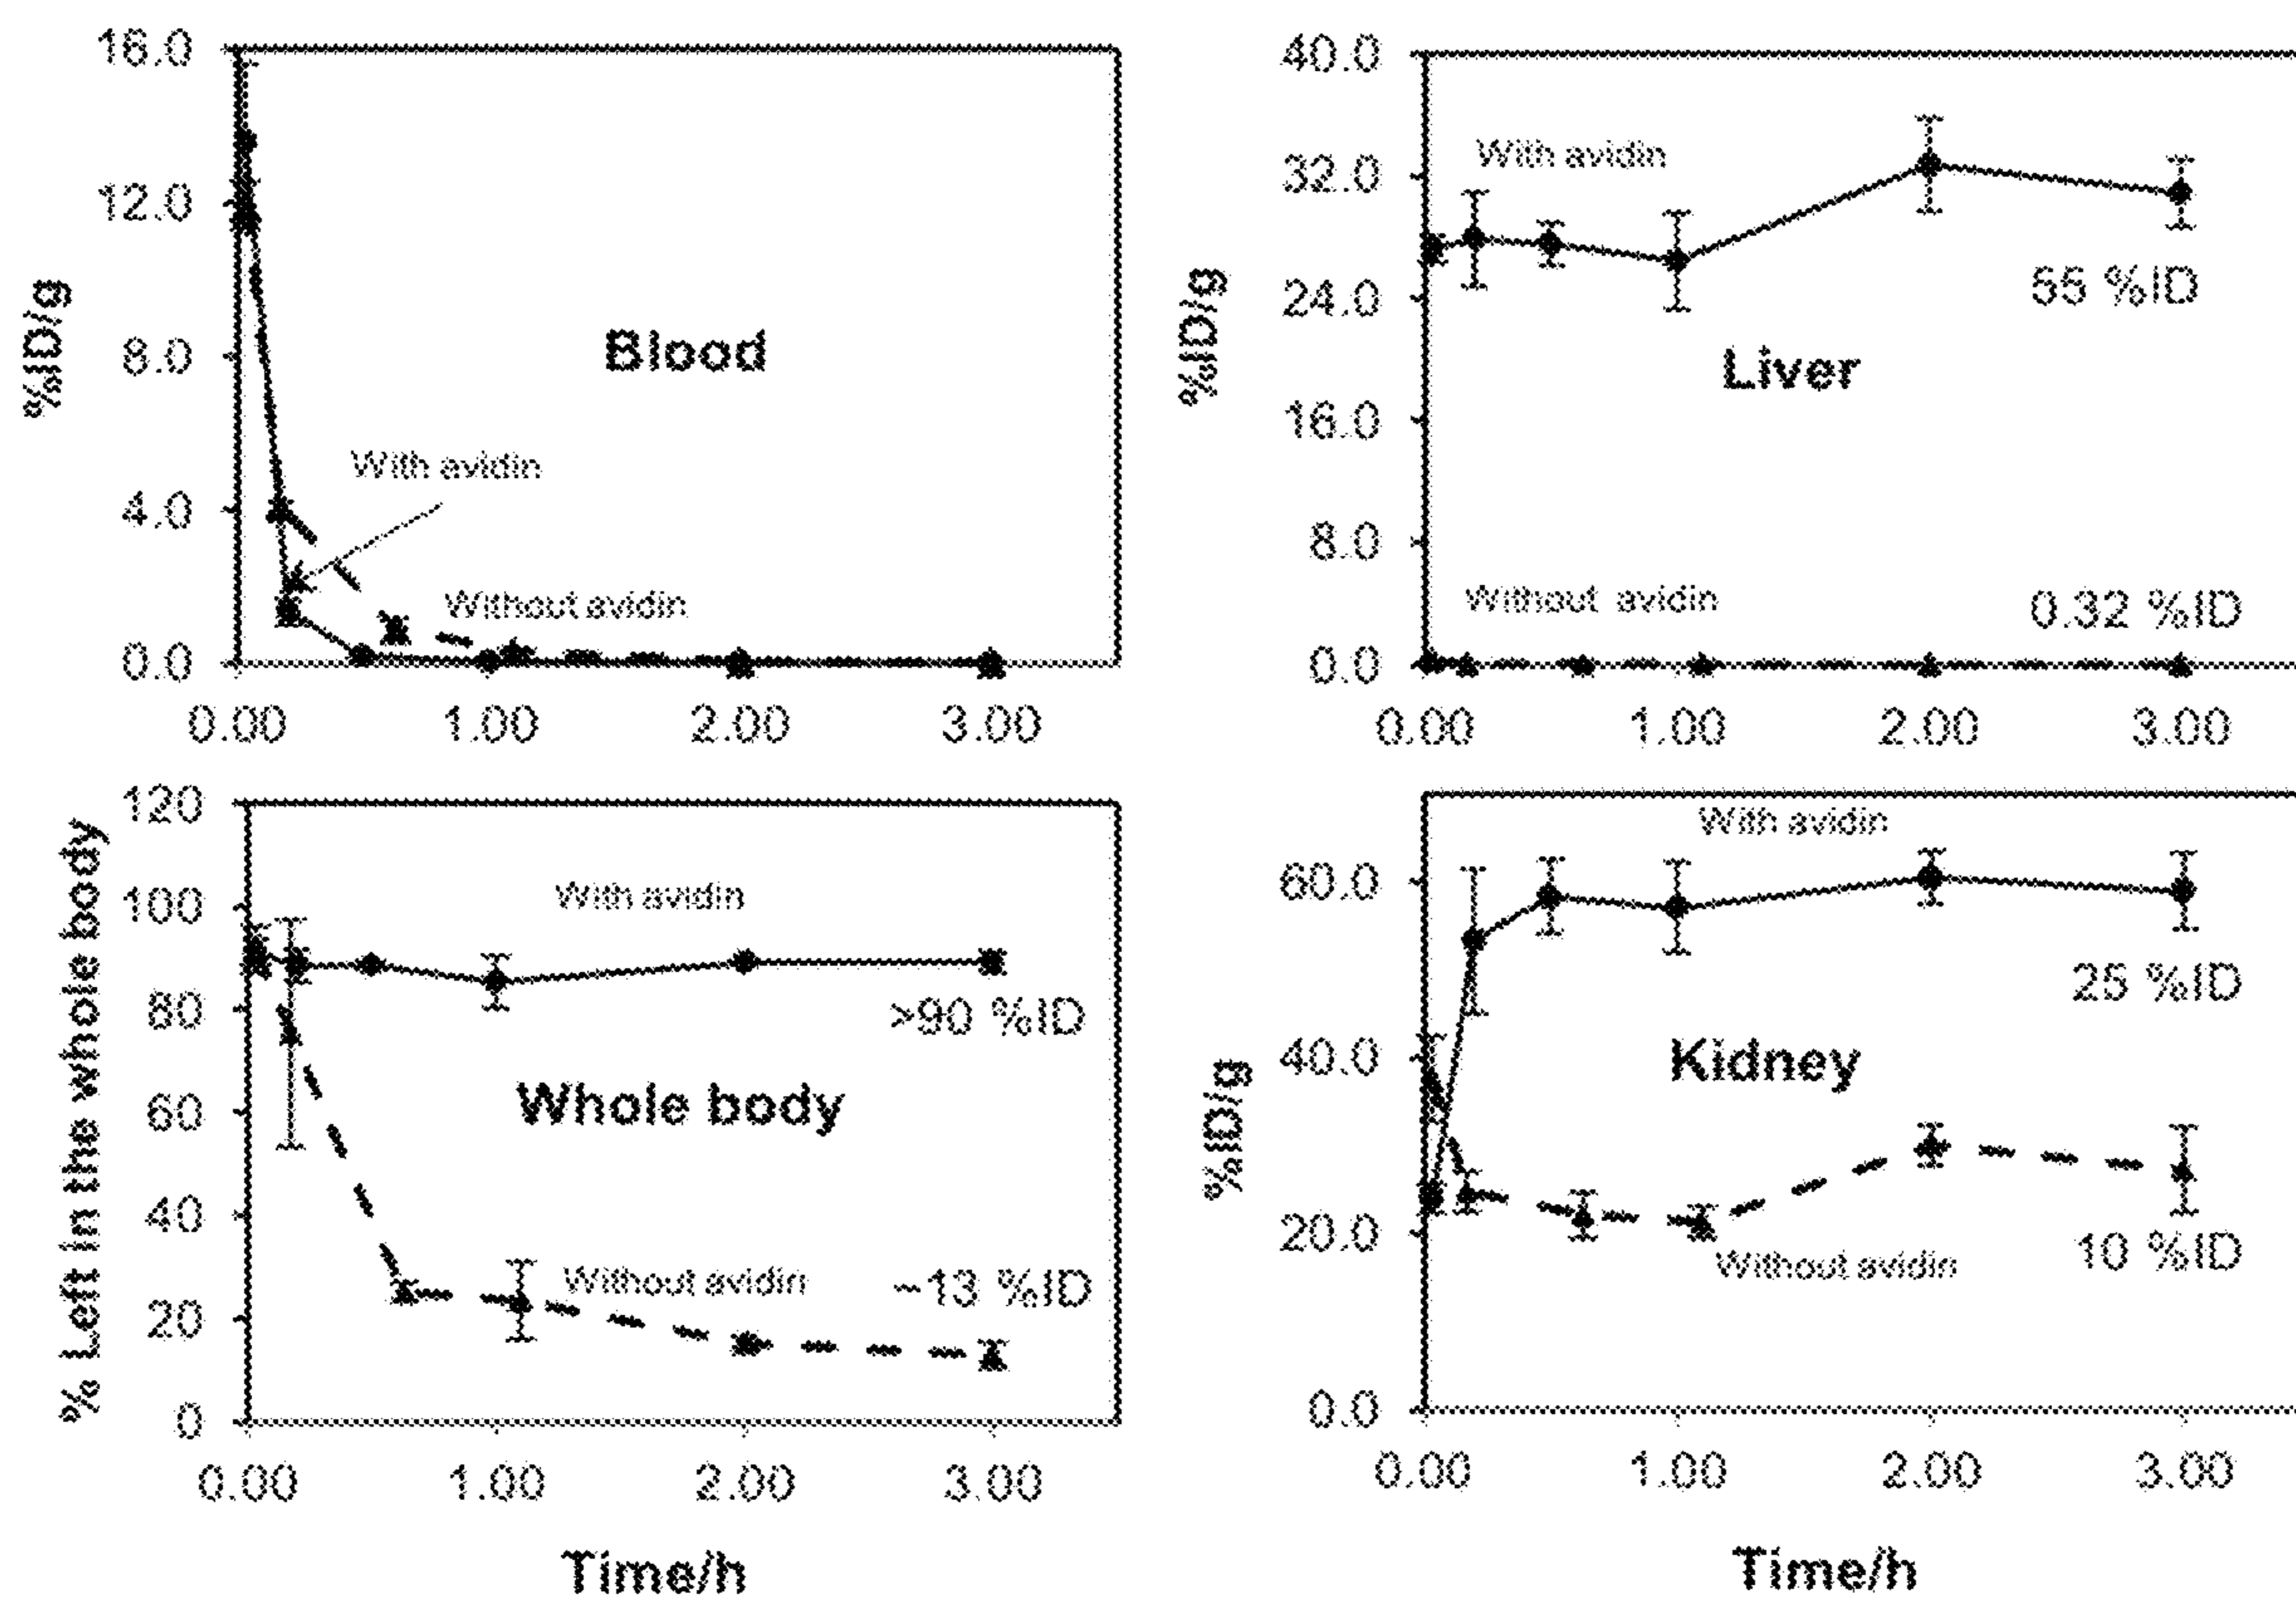 16.0
12.0
8.0
4.0
0.0
%ID/g
Blood
With avidin
Without avidin
0.00 1.00 2.00 3.00
40.0
32.0
24.0
16.0
8.0
0.0
%ID/g
With avidin
55 %ID
Liver
Without avidin
0.32 %ID
0.00 1.00 2.00 3.00
120
100
80
60
40
20
0
% Left in the whole body
With avidin
>90 %ID
Whole body
Without avidin
~13 %ID
0.00 1.00 2.00 3.00
Time/h
60.0
40.0
20.0
0.0
%ID/g
With avidin
25 %ID
Kidney
Without avidin
10 %ID
0.00 1.00 2.00 3.00
Time/h